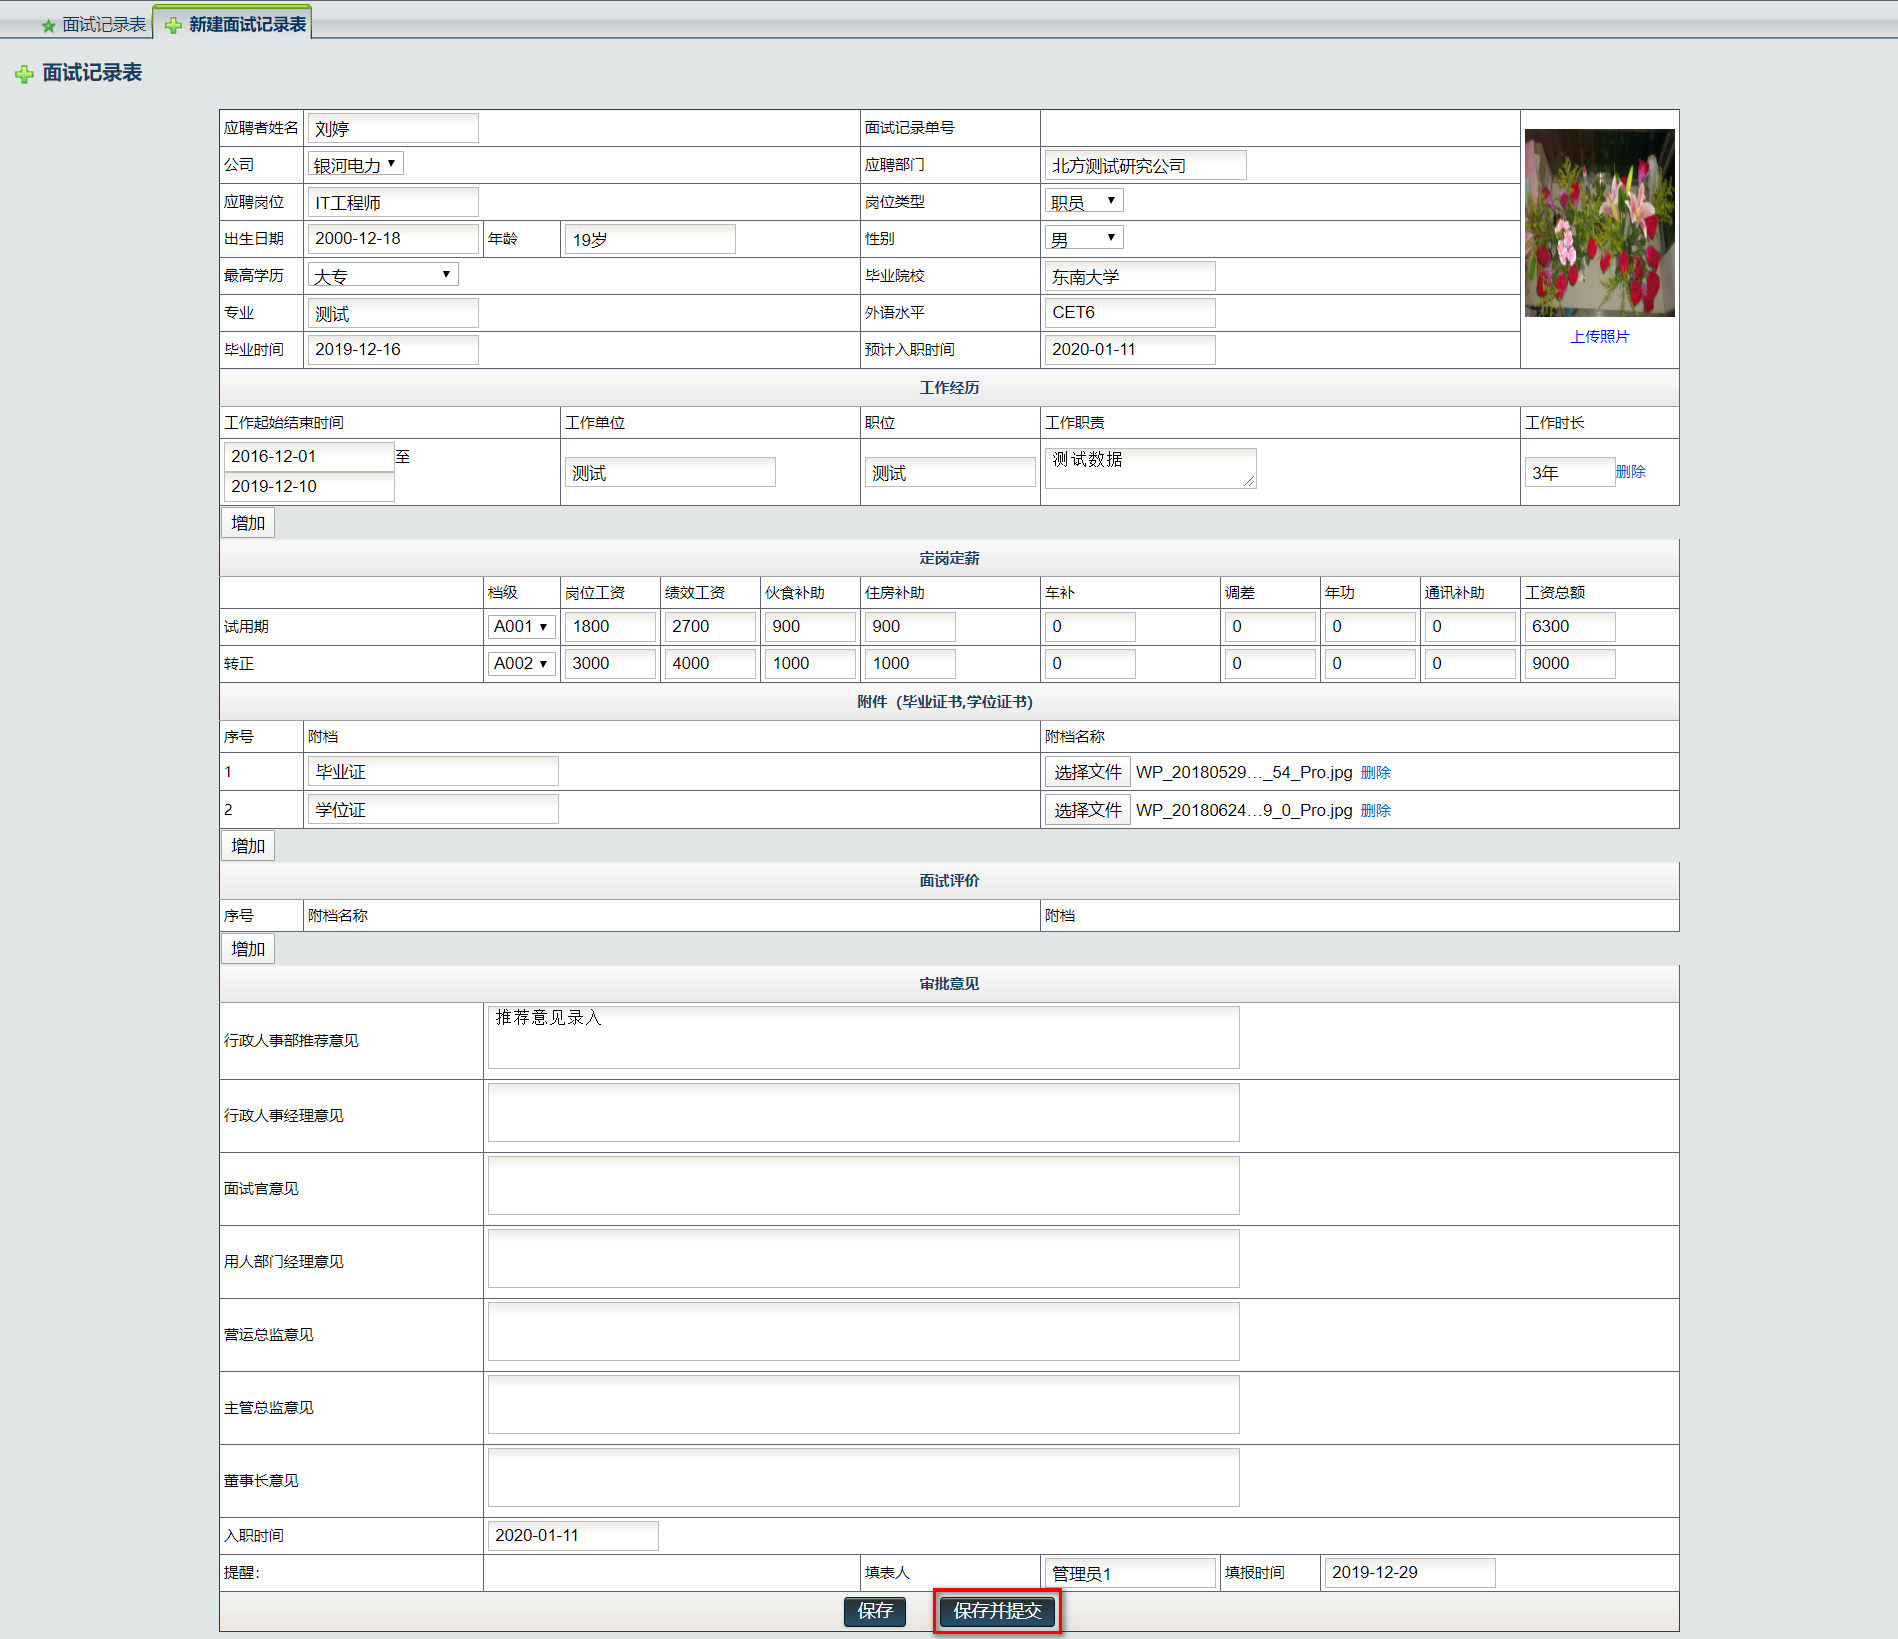 面试记录表 新建面试记录表
面试记录表
应聘者姓名 刘婷 面试记录单号
公司 银河电力 应聘部门 北方测试研究公司
应聘岗位 IT工程师 岗位类型 职员
出生日期 2000-12-18 年龄 19岁 性别 男
最高学历 大专 毕业院校 东南大学
专业 测试 外语水平 CET6
毕业时间 2019-12-16 预计入职时间 2020-01-11
上传照片
工作经历
工作起始结束时间 工作单位 职位 工作职责 工作时长
2016-12-01 至
2019-12-10 测试 测试 测试数据 3年 删除
增加
定岗定薪
档级 岗位工资 绩效工资 伙食补助 住房补助 车补 调差 年功 通讯补助 工资总额
试用期 A001 1800 2700 900 900 0 0 0 0 6300
转正 A002 3000 4000 1000 1000 0 0 0 0 9000
附件（毕业证书,学位证书）
序号 附档 附档名称
1 毕业证 选择文件 WP_20180529..._54_Pro.jpg 删除
2 学位证 选择文件 WP_20180624...9_0_Pro.jpg 删除
增加
面试评价
序号 附档名称 附档
增加
审批意见
行政人事部推荐意见 推荐意见录入
行政人事经理意见
面试官意见
用人部门经理意见
营运总监意见
主管总监意见
董事长意见
入职时间 2020-01-11
提醒： 填表人 管理员1 填报时间 2019-12-29
保存 保存并提交